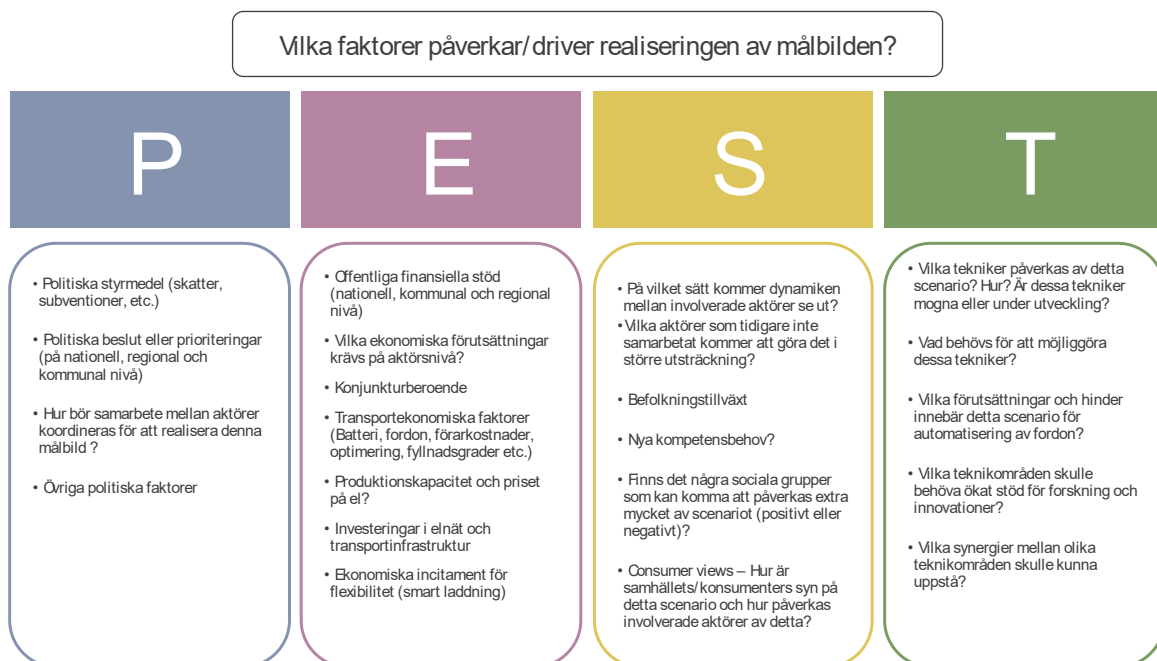 Vilka faktorer påverkar/driver realiseringen av målbilden?
P
• Politiska styrmedel (skatter,
subventioner, etc.)
• Politiska beslut eller prioriteringar
(på nationell, regional och
kommunal nivå)
• Hur bör samarbete mellan aktörer
koordineras för att realisera denna
målbild ?
• Övriga politiska faktorer
E
• Offentliga finansiella stöd
(nationell, kommunal och regional
nivå)
• Vilka ekonomiska förutsättningar
krävs på aktörsnivå?
• Konjunkturberoende
• Transportekonomiska faktorer
(Batteri, fordon, förarkostnader,
optimering, fyllnadsgrader etc.)
• Produktionskapacitet och priset
på el?
• Investeringar i elnät och
transportinfrastruktur
• Ekonomiska incitament för
flexibilitet (smart laddning)
S
• På vilket sätt kommer dynamiken
mellan involverade aktörer se ut?
• Vilka aktörer som tidigare inte
samarbetat kommer att göra det i
större utsträckning?
• Befolkningstillväxt
• Nya kompetensbehov?
• Finns det några sociala grupper
som kan komma att påverkas extra
mycket av scenariot (positivt eller
negativt)?
• Consumer views – Hur är
samhällets/konsumenters syn på
detta scenario och hur påverkas
involverade aktörer av detta?
T
• Vilka tekniker påverkas av detta
scenario? Hur? Är dessa tekniker
mogna eller under utveckling?
• Vad behövs för att möjliggöra
dessa tekniker?
• Vilka förutsättningar och hinder
innebär detta scenario för
automatisering av fordon?
• Vilka teknikområden skulle
behöva ökat stöd för forskning och
innovationer?
• Vilka synergier mellan olika
teknikområden skulle kunna
uppstå?